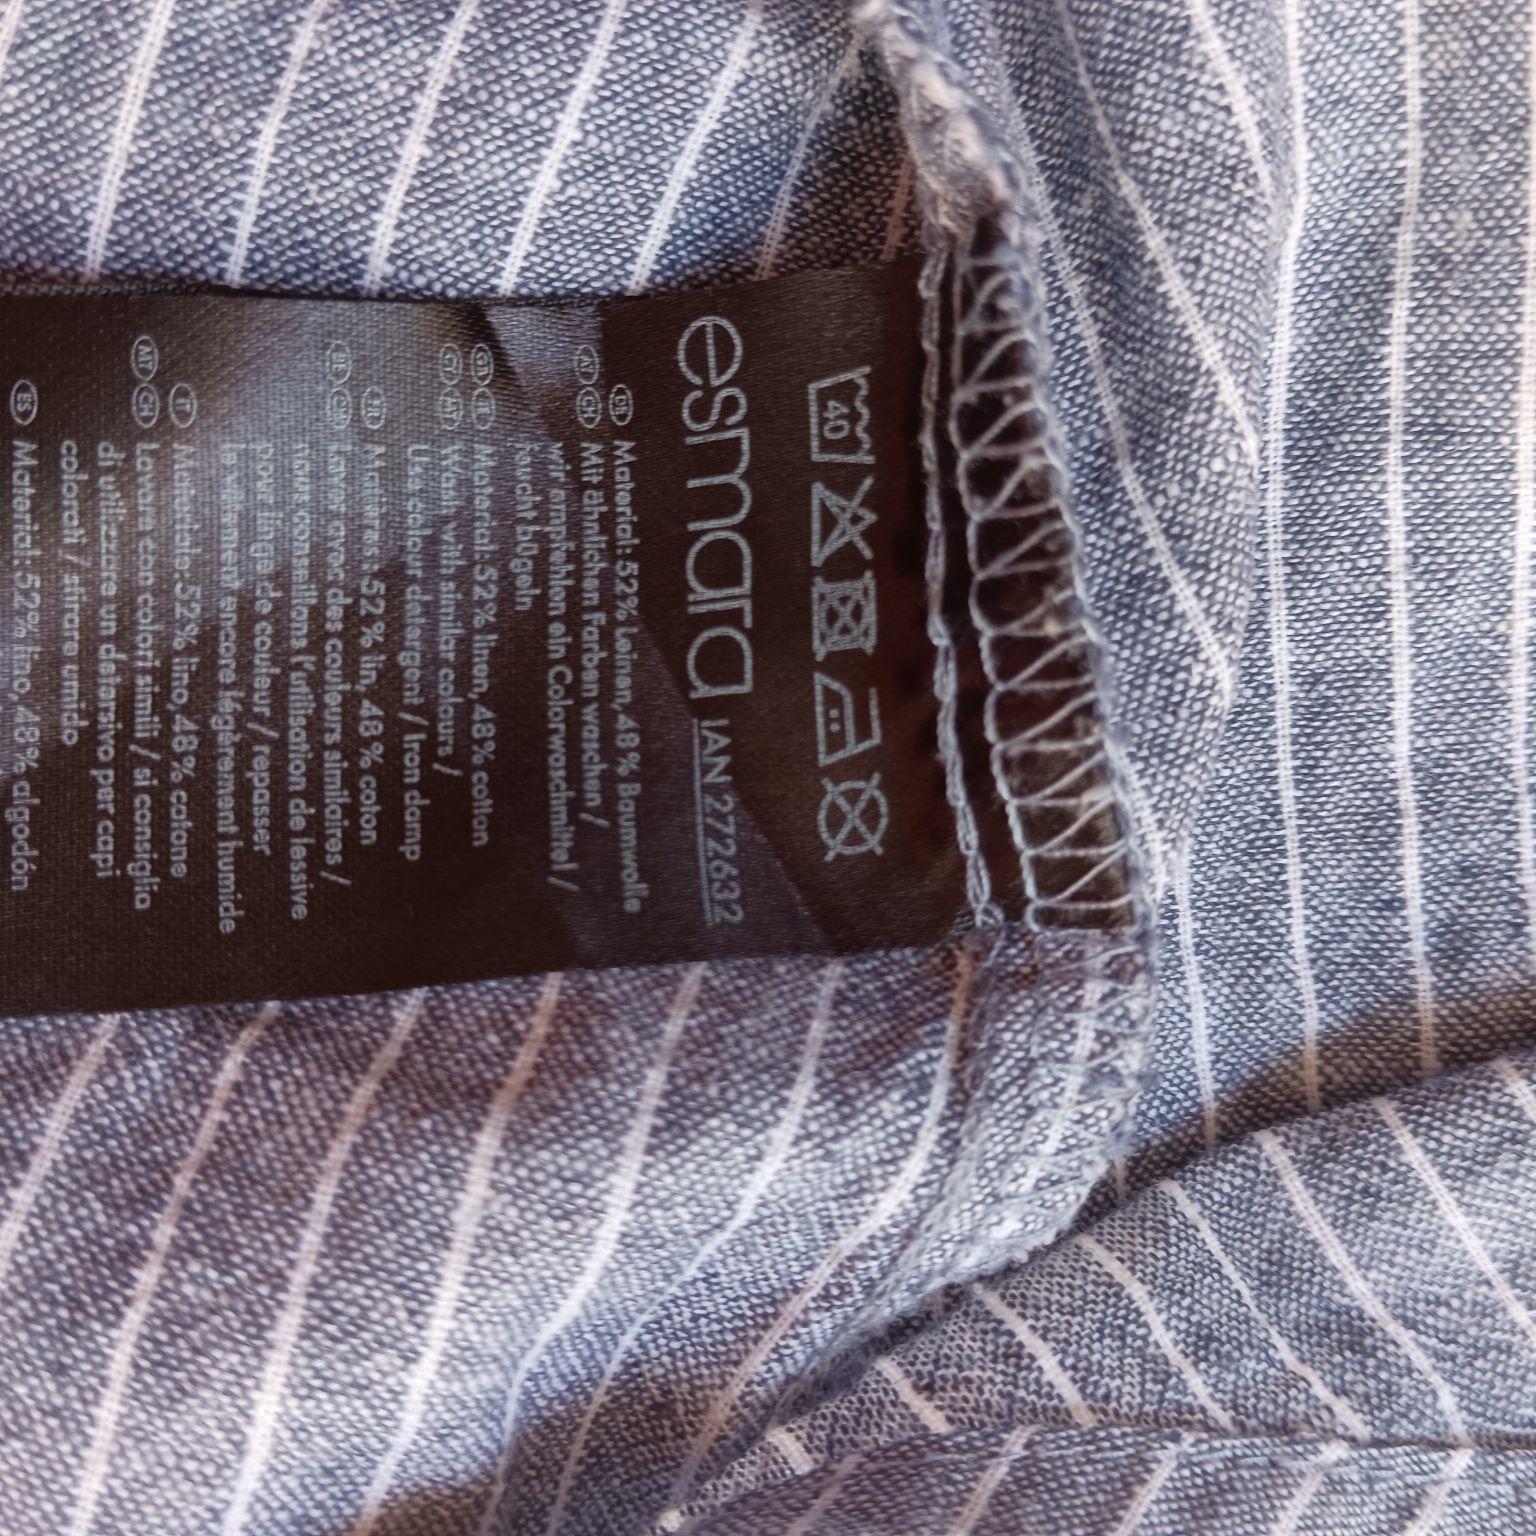 40
esmara IAN 272632
DE Material: 52% Leinen, 48% Baumwolle
AT CH Mit ähnlichen Farben waschen /
wir empfehlen ein Colorwaschmittel /
feucht bügeln
GB IE Material: 52% linen, 48% cotton
CY MT Wash with similar colours /
Use colour detergent / Iron damp
FR Matières: 52 % lin, 48 % coton
BE CH Laver avec des couleurs similaires /
nous conseillons l'utilisation de lessive
pour linge de couleur / repasser
le vêtement encore légèrement humide
IT Materiale: 52% lino, 48% cotone
MT CH Lavare con colori simili / si consiglia
di utilizzare un detersivo per capi
colorati / stirare umido
ES Material: 52% lino, 48% algodón